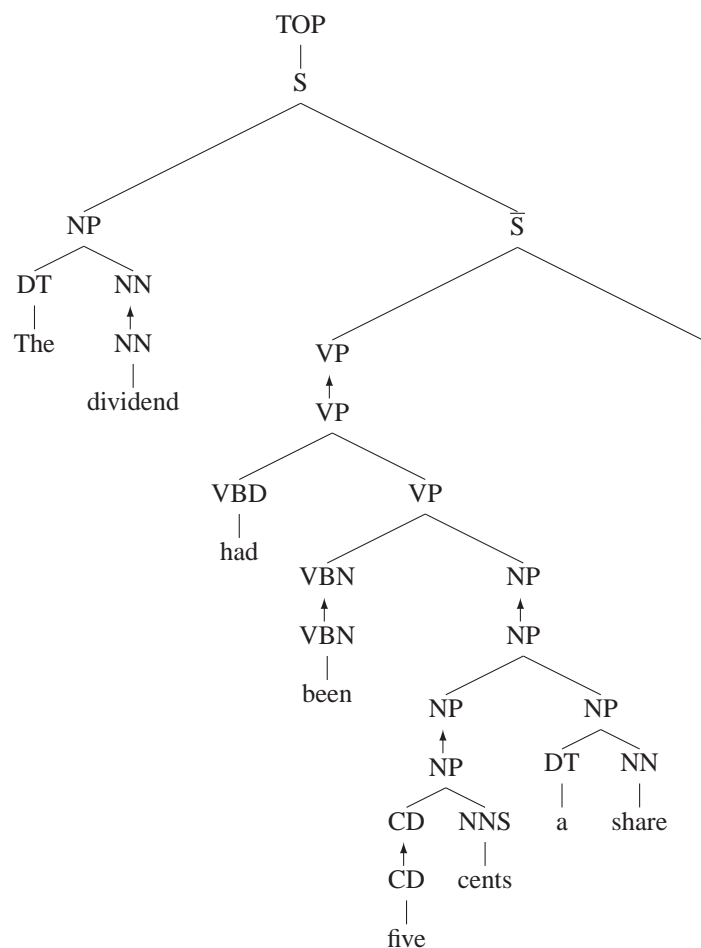 TOP
S
NP S̅
DT NN
The NN VP
dividend VP
VBD VP
had VBN NP
VBN NP
been NP NP
NP DT NN
CD NNS a share
CD cents
five